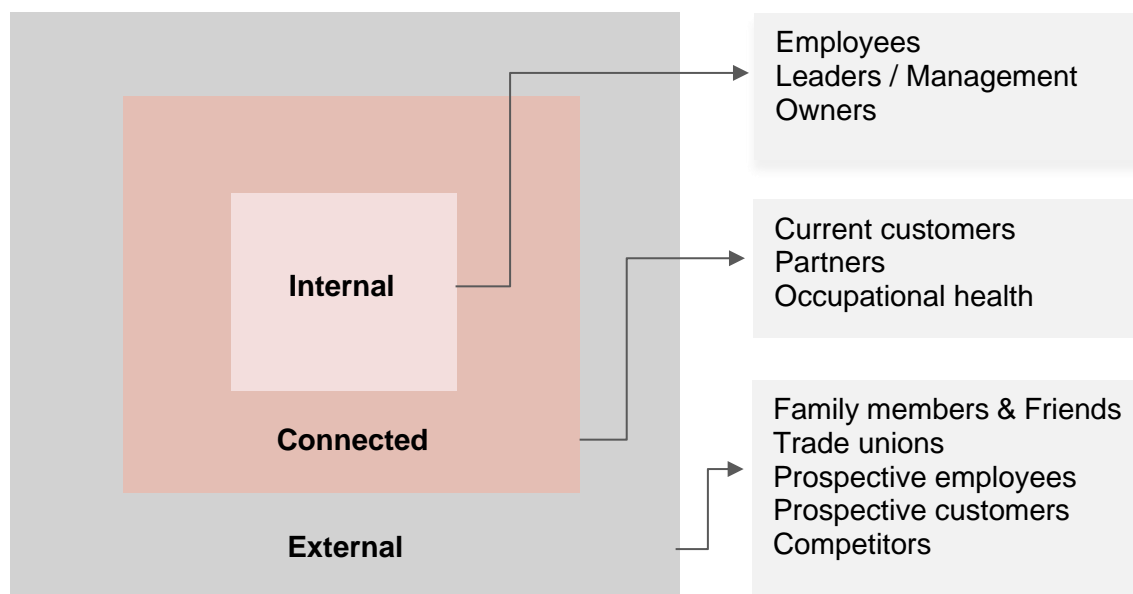 Employees
Leaders / Management
Owners
Internal
Current customers
Partners
Occupational health
Connected
Family members & Friends
Trade unions
Prospective employees
Prospective customers
Competitors
External